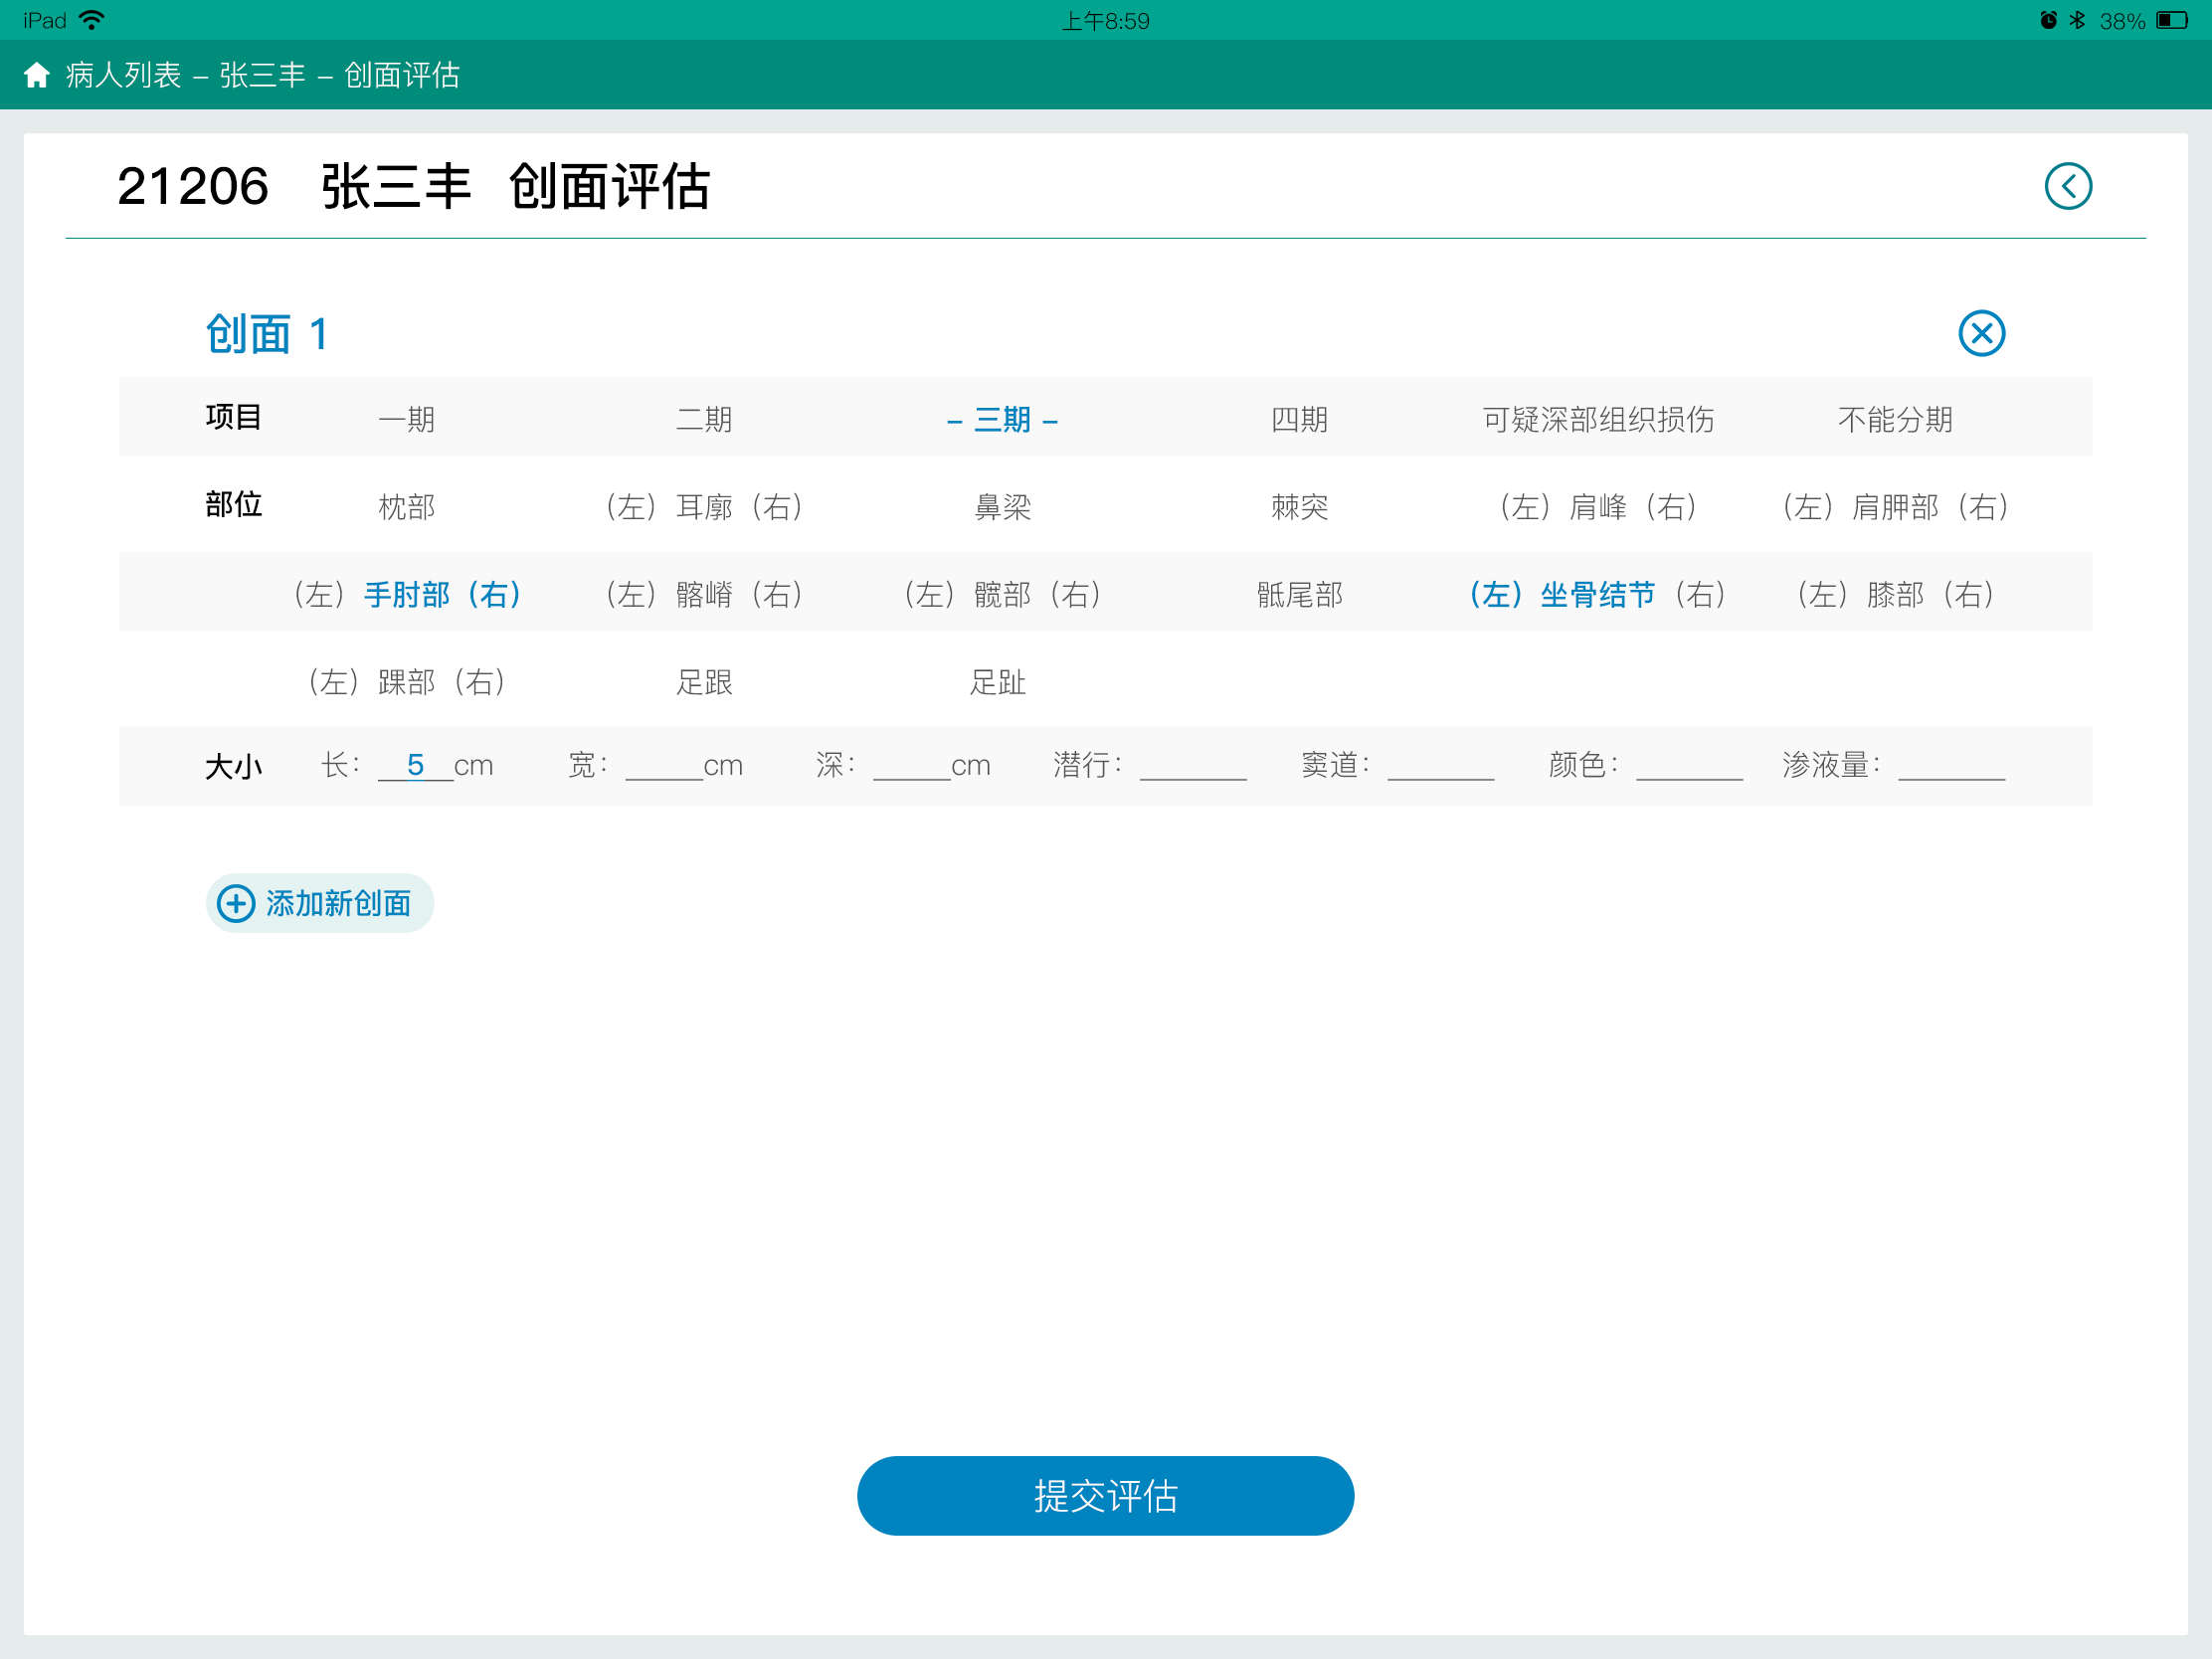 iPad 上午8:59 38%
病人列表 – 张三丰 – 创面评估
21206 张三丰 创面评估
创面 1
项目 一期 二期 – 三期 – 四期 可疑深部组织损伤 不能分期
部位 枕部 （左）耳廓（右） 鼻梁 棘突 （左）肩峰（右） （左）肩胛部（右）
（左）手肘部（右） （左）髂嵴（右） （左）髋部（右） 骶尾部 （左）坐骨结节（右） （左）膝部（右）
（左）踝部（右） 足跟 足趾
大小 长：5cm 宽：____cm 深：____cm 潜行：____ 窦道：____ 颜色：____ 渗液量：____
添加新创面
提交评估